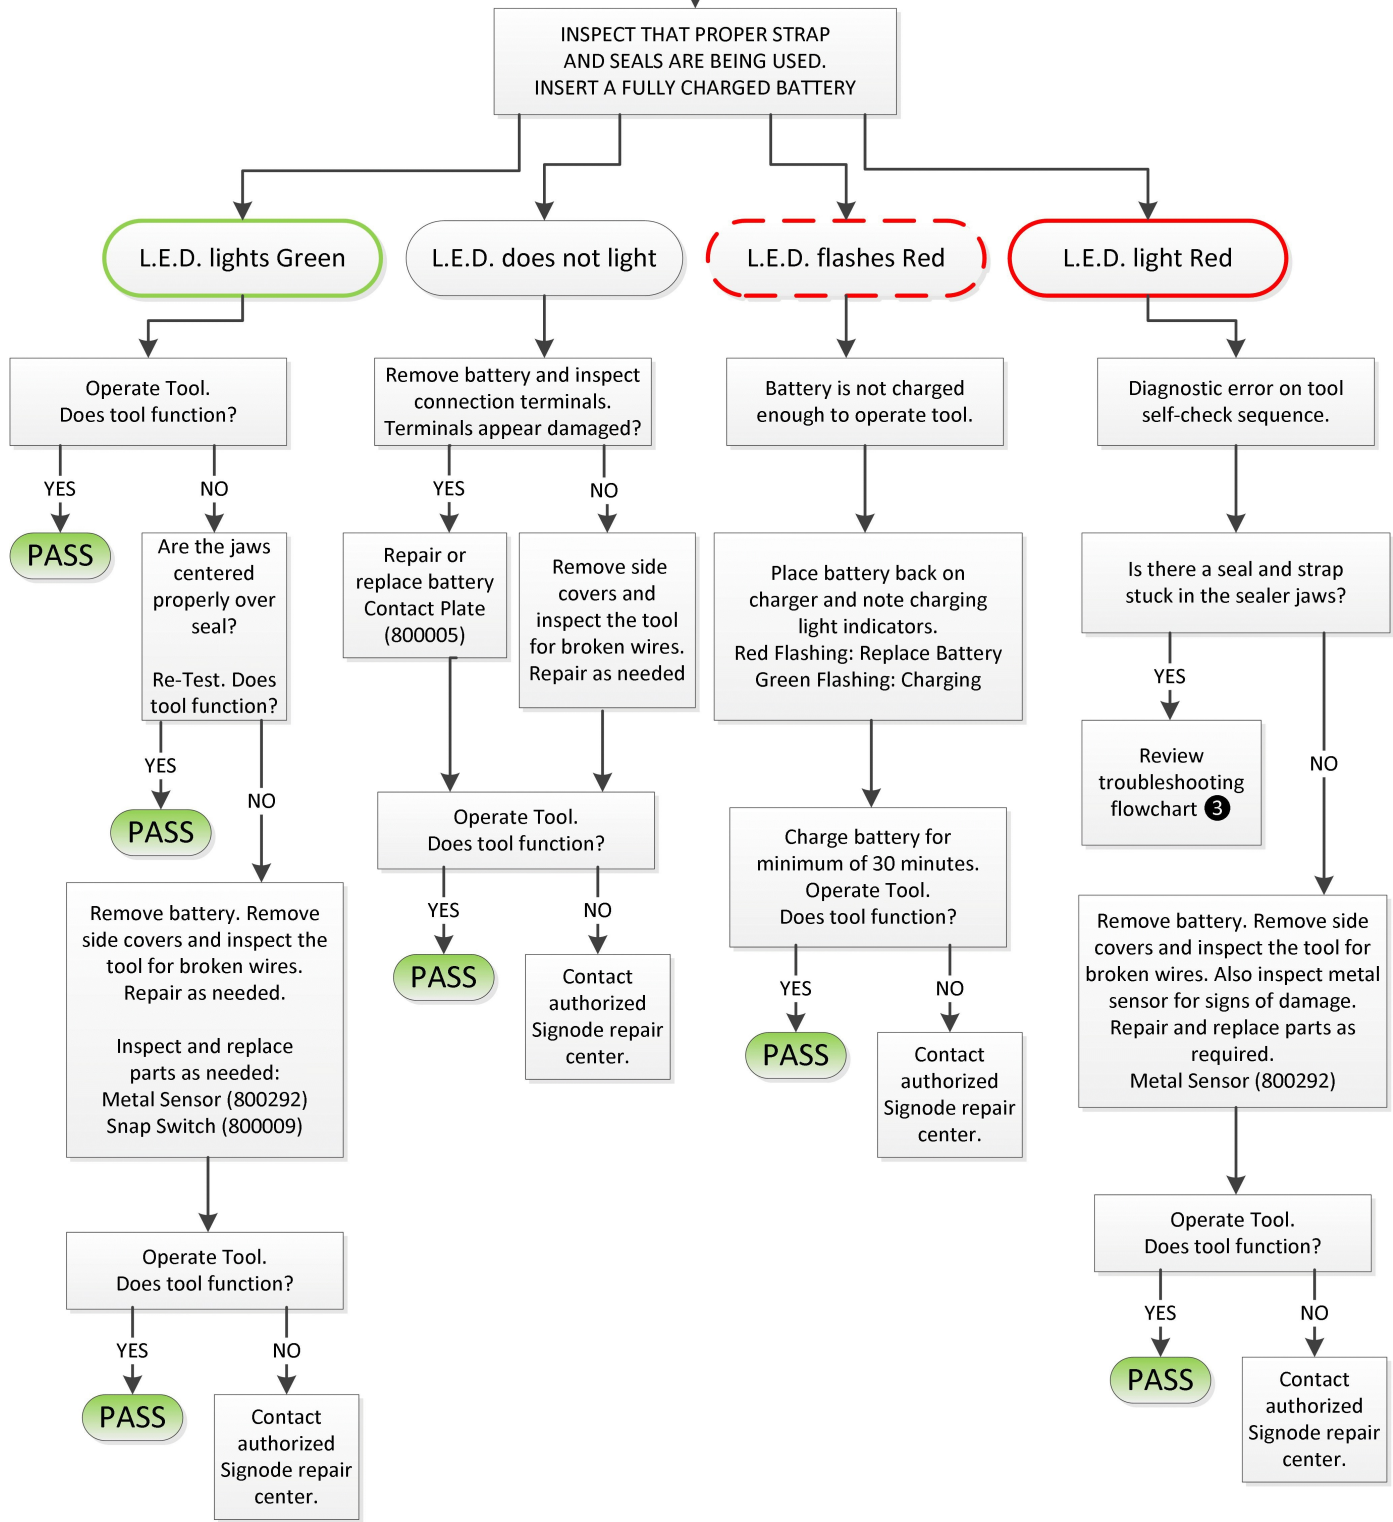 INSPECT THAT PROPER STRAP
AND SEALS ARE BEING USED.
INSERT A FULLY CHARGED BATTERY
L.E.D. lights Green
L.E.D. does not light
L.E.D. flashes Red
L.E.D. light Red
Operate Tool.
Does tool function?
YES
NO
PASS
Are the jaws
centered
properly over
seal?
Re-Test. Does
tool function?
YES
NO
PASS
Remove battery. Remove
side covers and inspect the
tool for broken wires.
Repair as needed.
Inspect and replace
parts as needed:
Metal Sensor (800292)
Snap Switch (800009)
Operate Tool.
Does tool function?
YES
NO
PASS
Contact
authorized
Signode repair
center.
Remove battery and inspect
connection terminals.
Terminals appear damaged?
YES
NO
Repair or
replace battery
Contact Plate
(800005)
Remove side
covers and
inspect the tool
for broken wires.
Repair as needed
Operate Tool.
Does tool function?
YES
NO
PASS
Contact
authorized
Signode repair
center.
Battery is not charged
enough to operate tool.
Place battery back on
charger and note charging
light indicators.
Red Flashing: Replace Battery
Green Flashing: Charging
Charge battery for
minimum of 30 minutes.
Operate Tool.
Does tool function?
YES
NO
PASS
Contact
authorized
Signode repair
center.
Diagnostic error on tool
self-check sequence.
Is there a seal and strap
stuck in the sealer jaws?
YES
NO
Review
troubleshooting
flowchart 3
Remove battery. Remove side
covers and inspect the tool for
broken wires. Also inspect metal
sensor for signs of damage.
Repair and replace parts as
required.
Metal Sensor (800292)
Operate Tool.
Does tool function?
YES
NO
PASS
Contact
authorized
Signode repair
center.